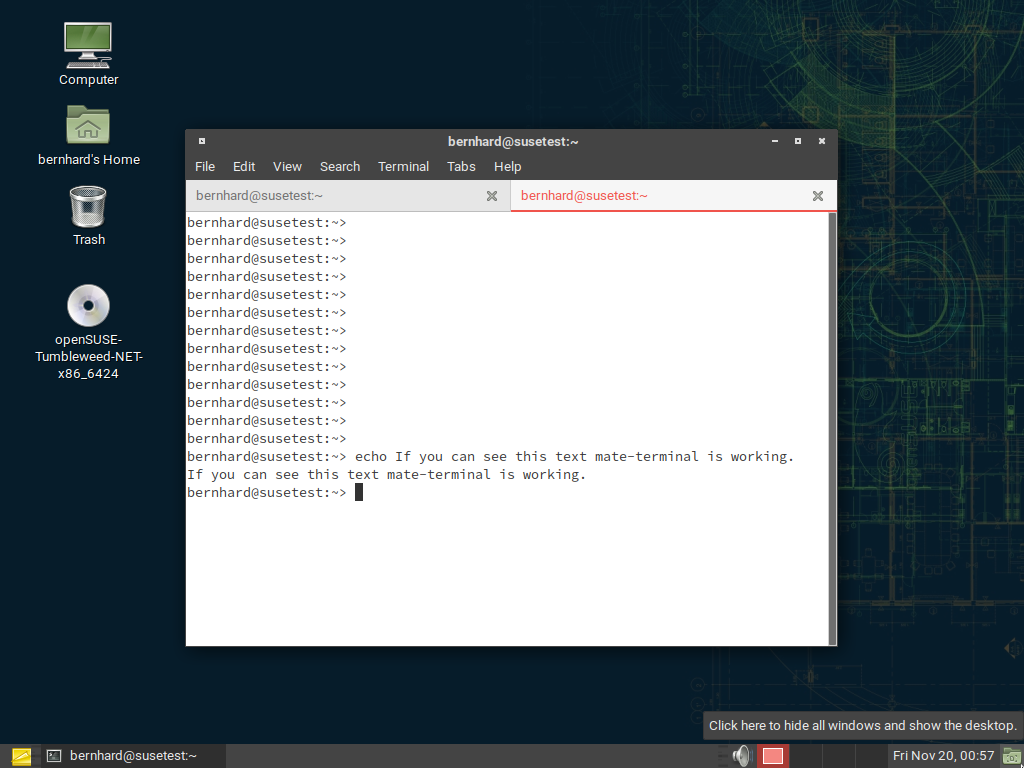 Computer
bernhard's Home
Trash
openSUSE-
Tumbleweed-NET-
x86_6424
bernhard@susetest:~
File Edit View Search Terminal Tabs Help
bernhard@susetest:~ bernhard@susetest:~
bernhard@susetest:~>
bernhard@susetest:~>
bernhard@susetest:~>
bernhard@susetest:~>
bernhard@susetest:~>
bernhard@susetest:~>
bernhard@susetest:~>
bernhard@susetest:~>
bernhard@susetest:~>
bernhard@susetest:~>
bernhard@susetest:~>
bernhard@susetest:~>
bernhard@susetest:~>
bernhard@susetest:~> echo If you can see this text mate-terminal is working.
If you can see this text mate-terminal is working.
bernhard@susetest:~>
Click here to hide all windows and show the desktop.
bernhard@susetest:~ Fri Nov 20, 00:57